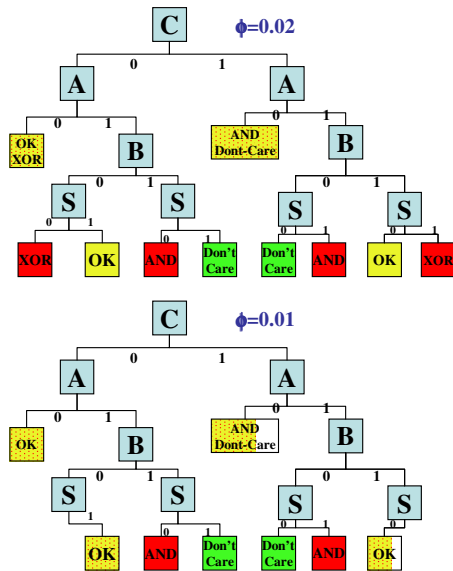 C ϕ=0.02
0 1
A A
0 1 0 1
OK XOR
B
AND Dont-Care
B
0 1 0 1
S S S S
0 1 0 1 0 1 0 1
XOR OK AND Don't Care Don't Care AND OK XOR
C ϕ=0.01
0 1
A A
0 1 0 1
OK B AND Dont-Care B
0 1 0 1
S S S S
1 0 1 0 1 0
OK AND Don't Care Don't Care AND OK